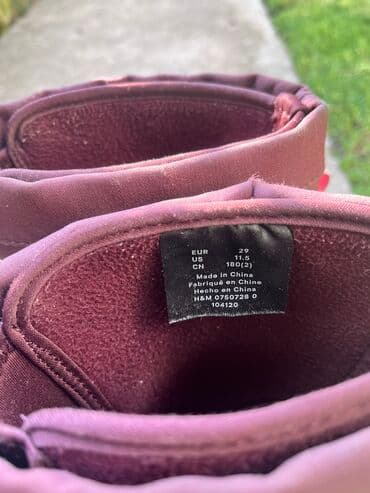 EUR 29
US 11.5
CN 180(2)
Made in China
Fabriqué en Chine
Hecho en China
H&M 0750728 0
104120